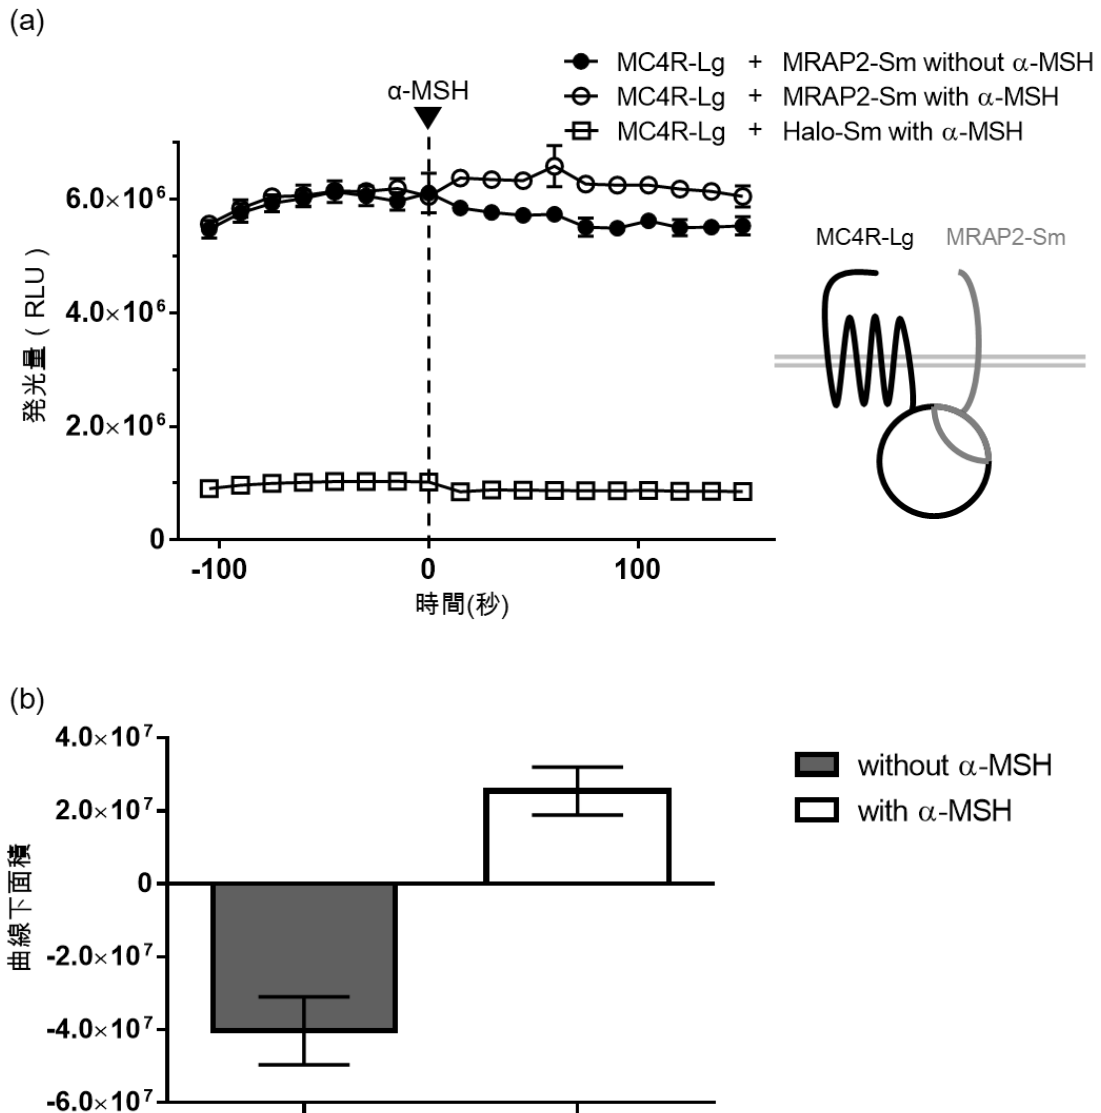 (a)
MC4R-Lg + MRAP2-Sm without α-MSH
MC4R-Lg + MRAP2-Sm with α-MSH
MC4R-Lg + Halo-Sm with α-MSH
α-MSH
6.0×10⁶
4.0×10⁶
2.0×10⁶
0
発光量 ( RLU )
-100 0 100
時間(秒)
MC4R-Lg MRAP2-Sm
(b)
4.0×10⁷
2.0×10⁷
0
-2.0×10⁷
-4.0×10⁷
-6.0×10⁷
曲線下面積
without α-MSH
with α-MSH